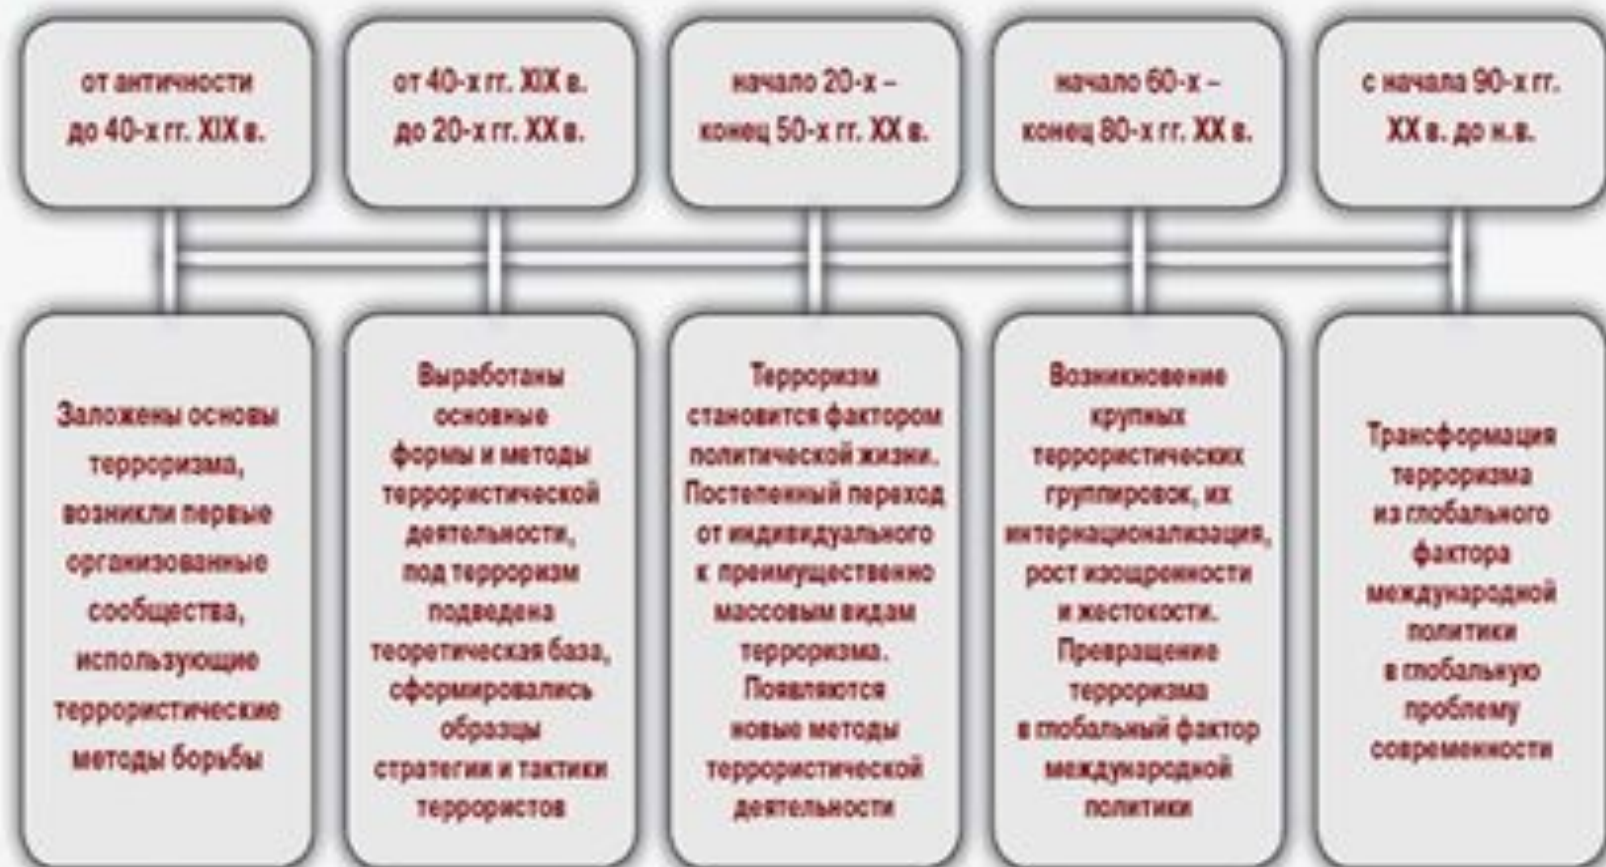 от античности
до 40-х гг. XIX в.
от 40-х гг. XIX в.
до 20-х гг. XX в.
начало 20-х –
конец 50-х гг. XX в.
начало 60-х –
конец 80-х гг. XX в.
с начала 90-х гг.
XX в. до н.в.
Заложены основы
терроризма,
возникли первые
организованные
сообщества,
использующие
террористические
методы борьбы
Выработаны
основные
формы и методы
террористической
деятельности,
под терроризм
подведена
теоретическая база,
сформировались
образцы
стратегии и тактики
террористов
Терроризм
становится фактором
политической жизни.
Постепенный переход
от индивидуального
к преимущественно
массовым видам
терроризма.
Появляются
новые методы
террористической
деятельности
Возникновение
крупных
террористических
группировок, их
интернационализация,
рост изощренности
и жестокости.
Превращение
терроризма
в глобальный фактор
международной
политики
Трансформация
терроризма
из глобального
фактора
международной
политики
в глобальную
проблему
современности